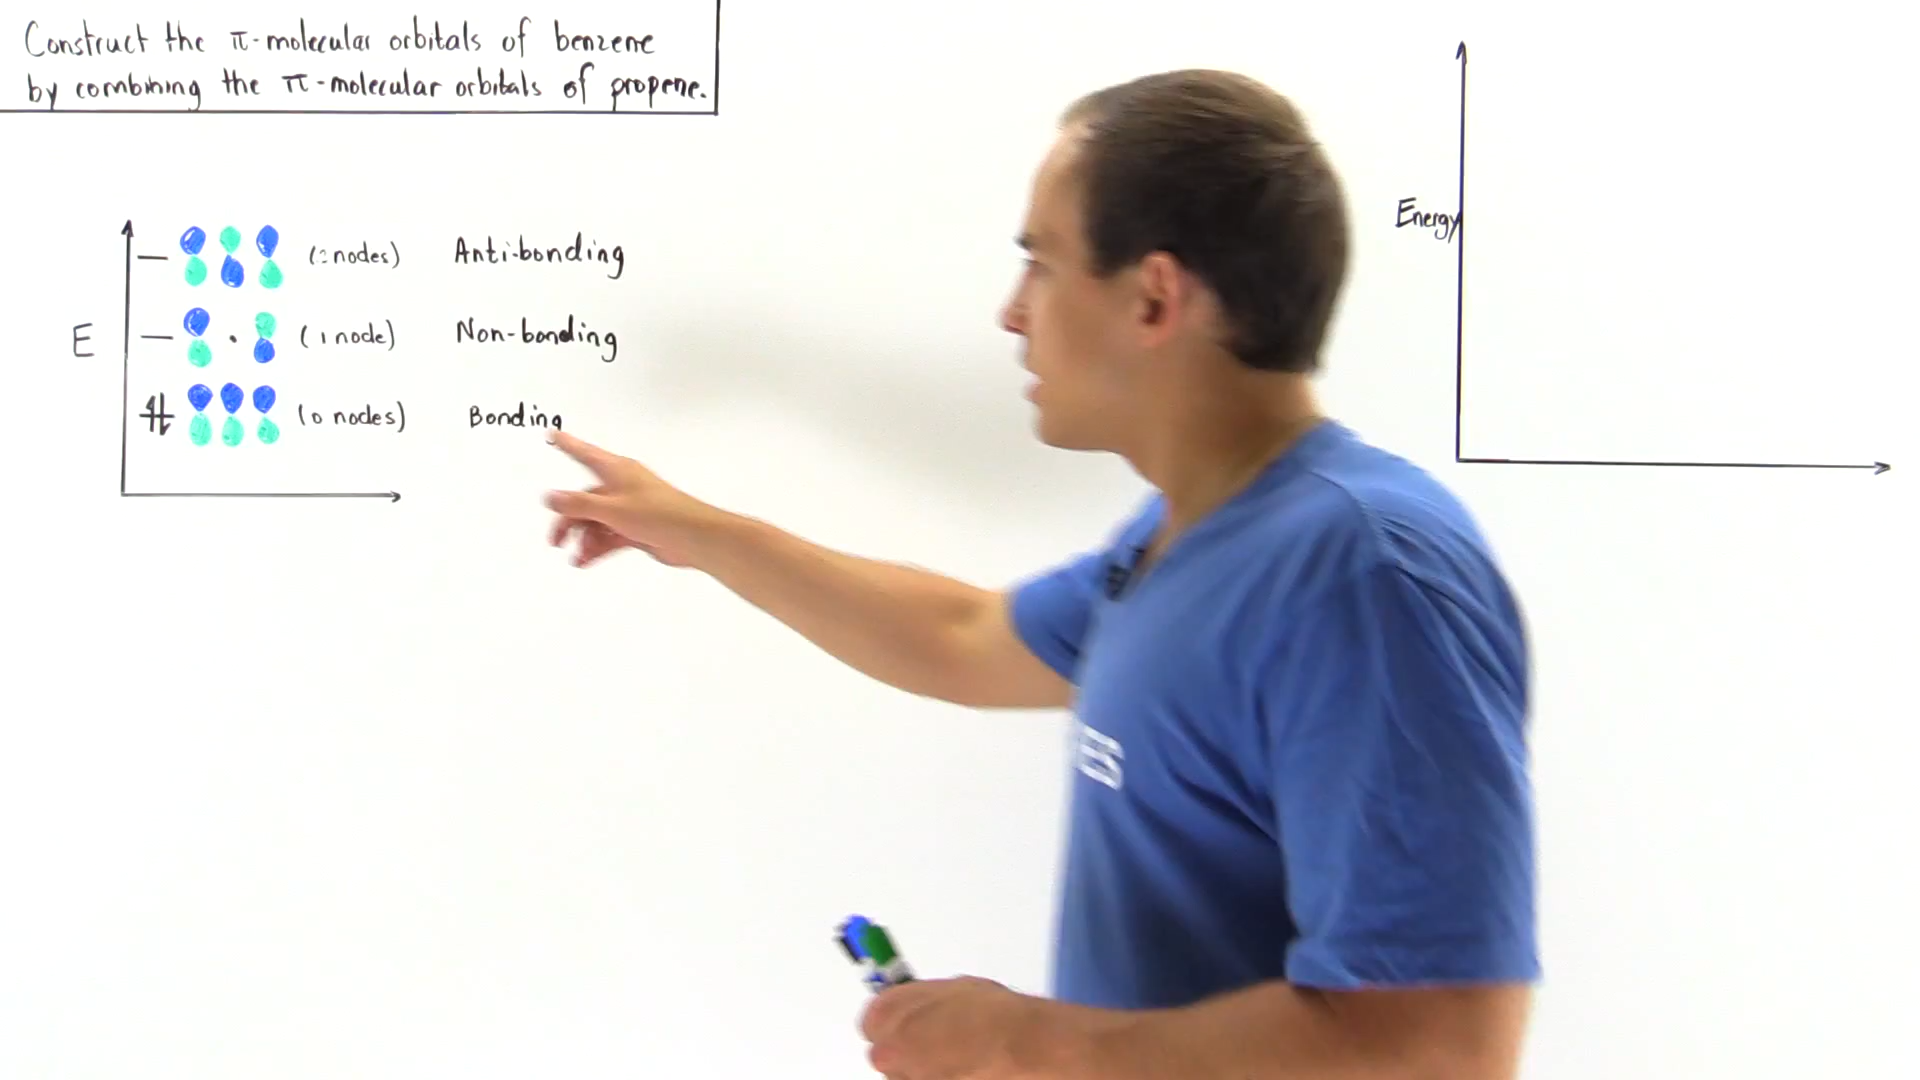 Construct the π-molecular orbitals of benzene
by combining the π-molecular orbitals of propene.
(2 nodes) Anti-bonding
E
(1 node) Non-bonding
(0 nodes) Bonding
Energy
ES